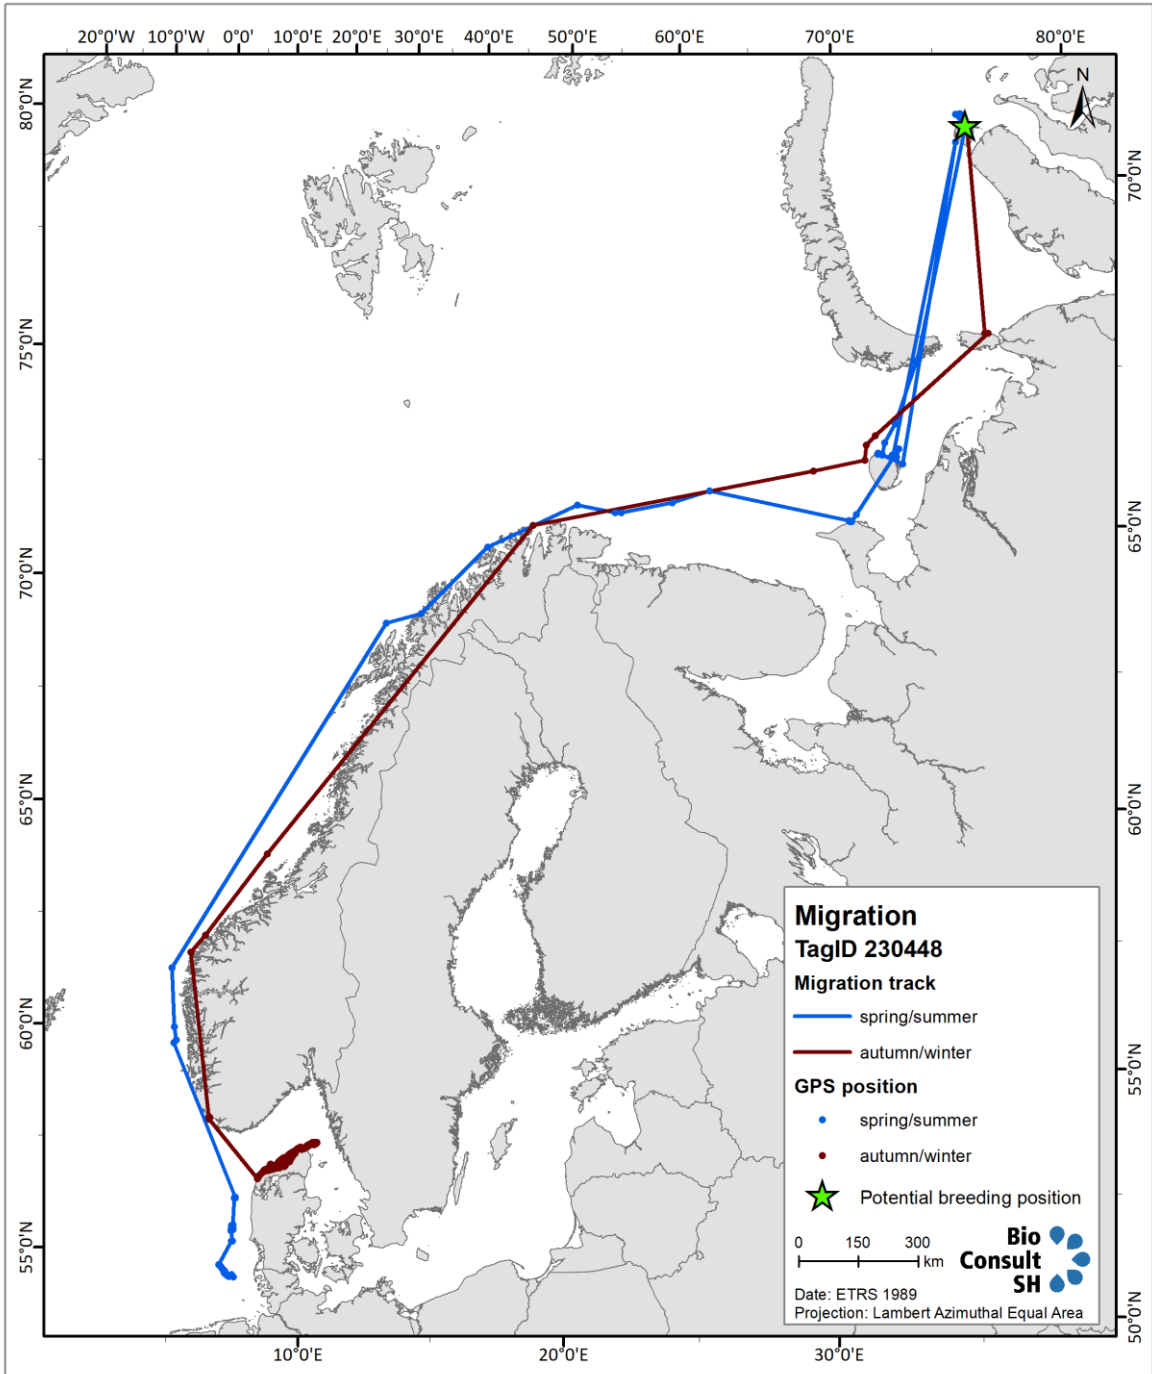 20°0'W 10°0'W 0°0' 10°0'E 20°0'E 30°0'E 40°0'E 50°0'E 60°0'E 70°0'E 80°0'E
N
80°0'N
75°0'N
70°0'N
65°0'N
60°0'N
55°0'N
70°0'N
65°0'N
60°0'N
55°0'N
50°0'N
Migration
TagID 230448
Migration track
spring/summer
autumn/winter
GPS position
spring/summer
autumn/winter
Potential breeding position
0 150 300
km
Bio
Consult
SH
Date: ETRS 1989
Projection: Lambert Azimuthal Equal Area
10°0'E 20°0'E 30°0'E